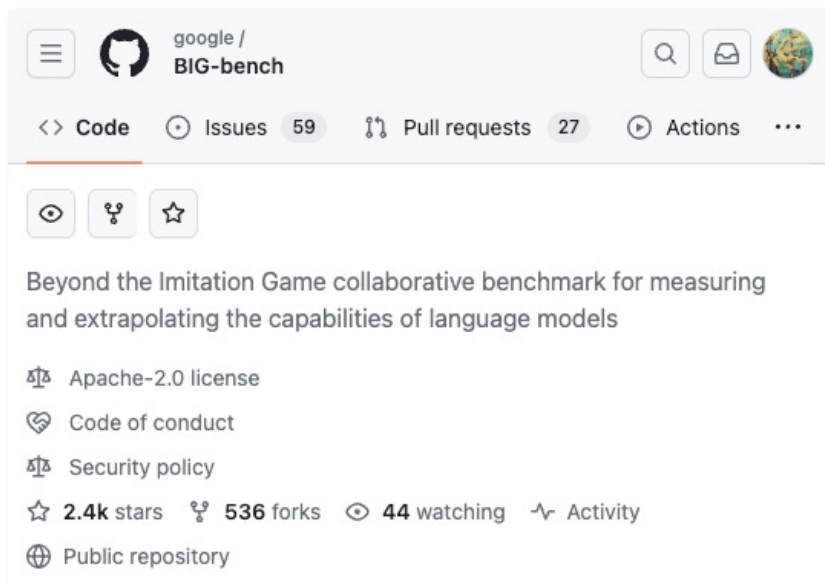 google /
BIG-bench
<> Code Issues 59 Pull requests 27 Actions ...
Beyond the Imitation Game collaborative benchmark for measuring
and extrapolating the capabilities of language models
Apache-2.0 license
Code of conduct
Security policy
2.4k stars 536 forks 44 watching Activity
Public repository